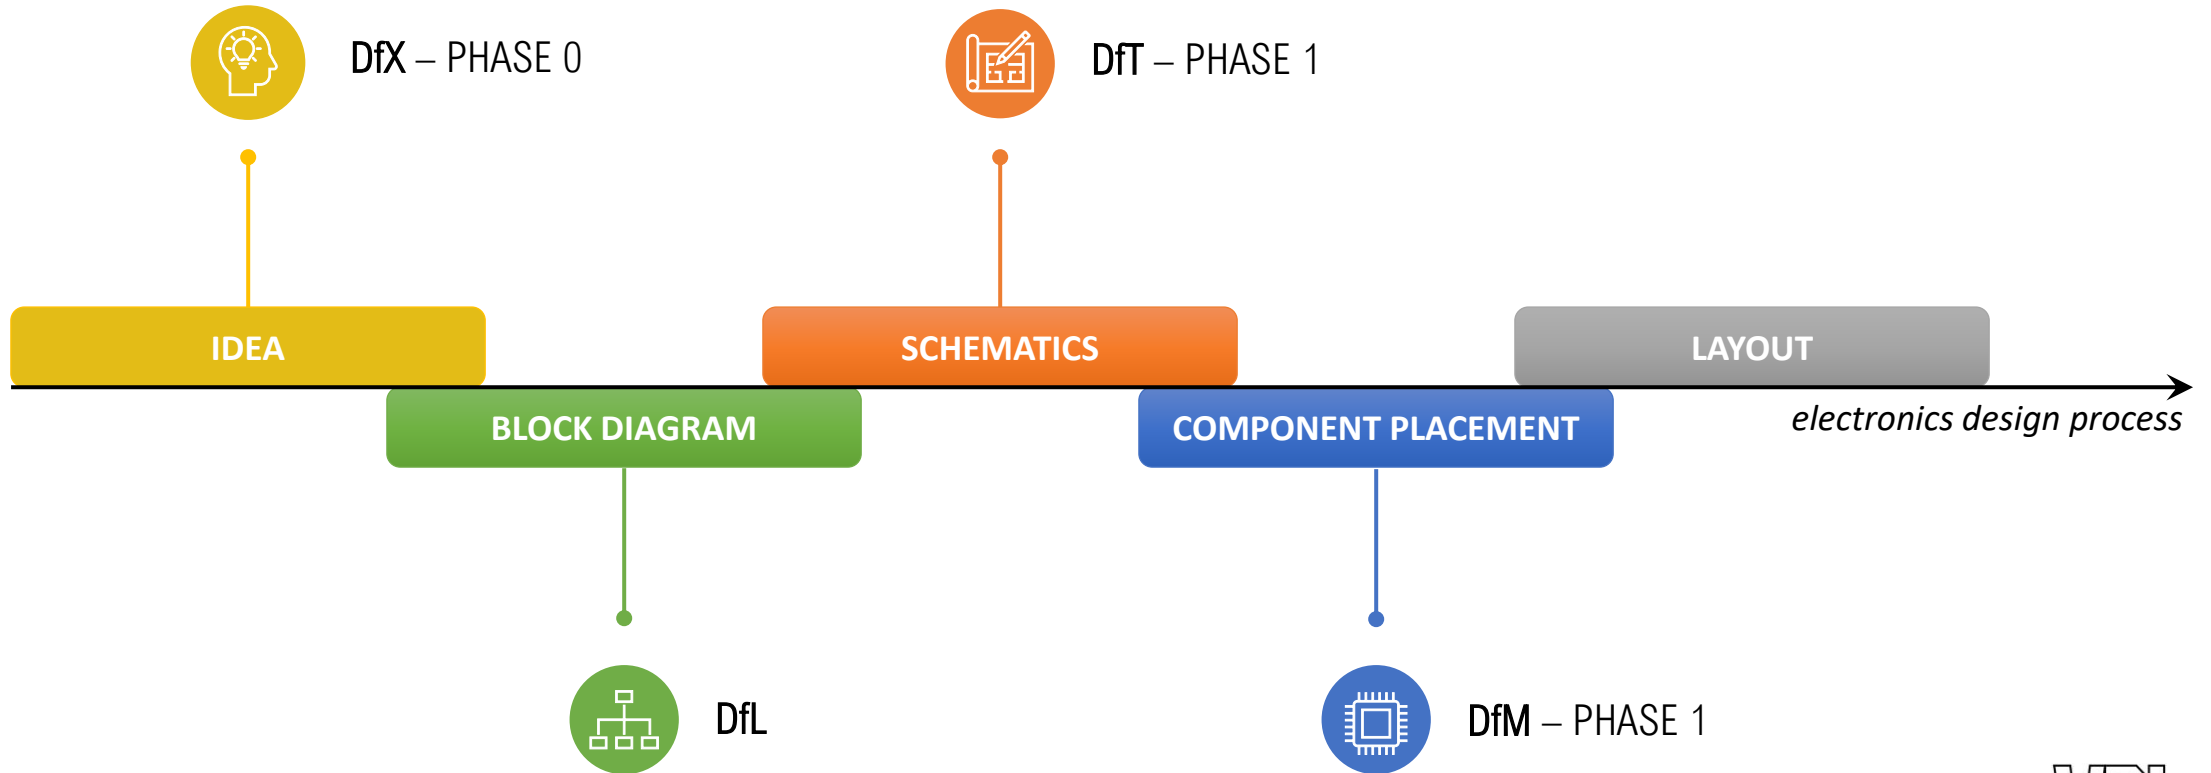 DfX – PHASE 0
DfT – PHASE 1
IDEA
SCHEMATICS
LAYOUT
BLOCK DIAGRAM
COMPONENT PLACEMENT
electronics design process
DfL
DfM – PHASE 1